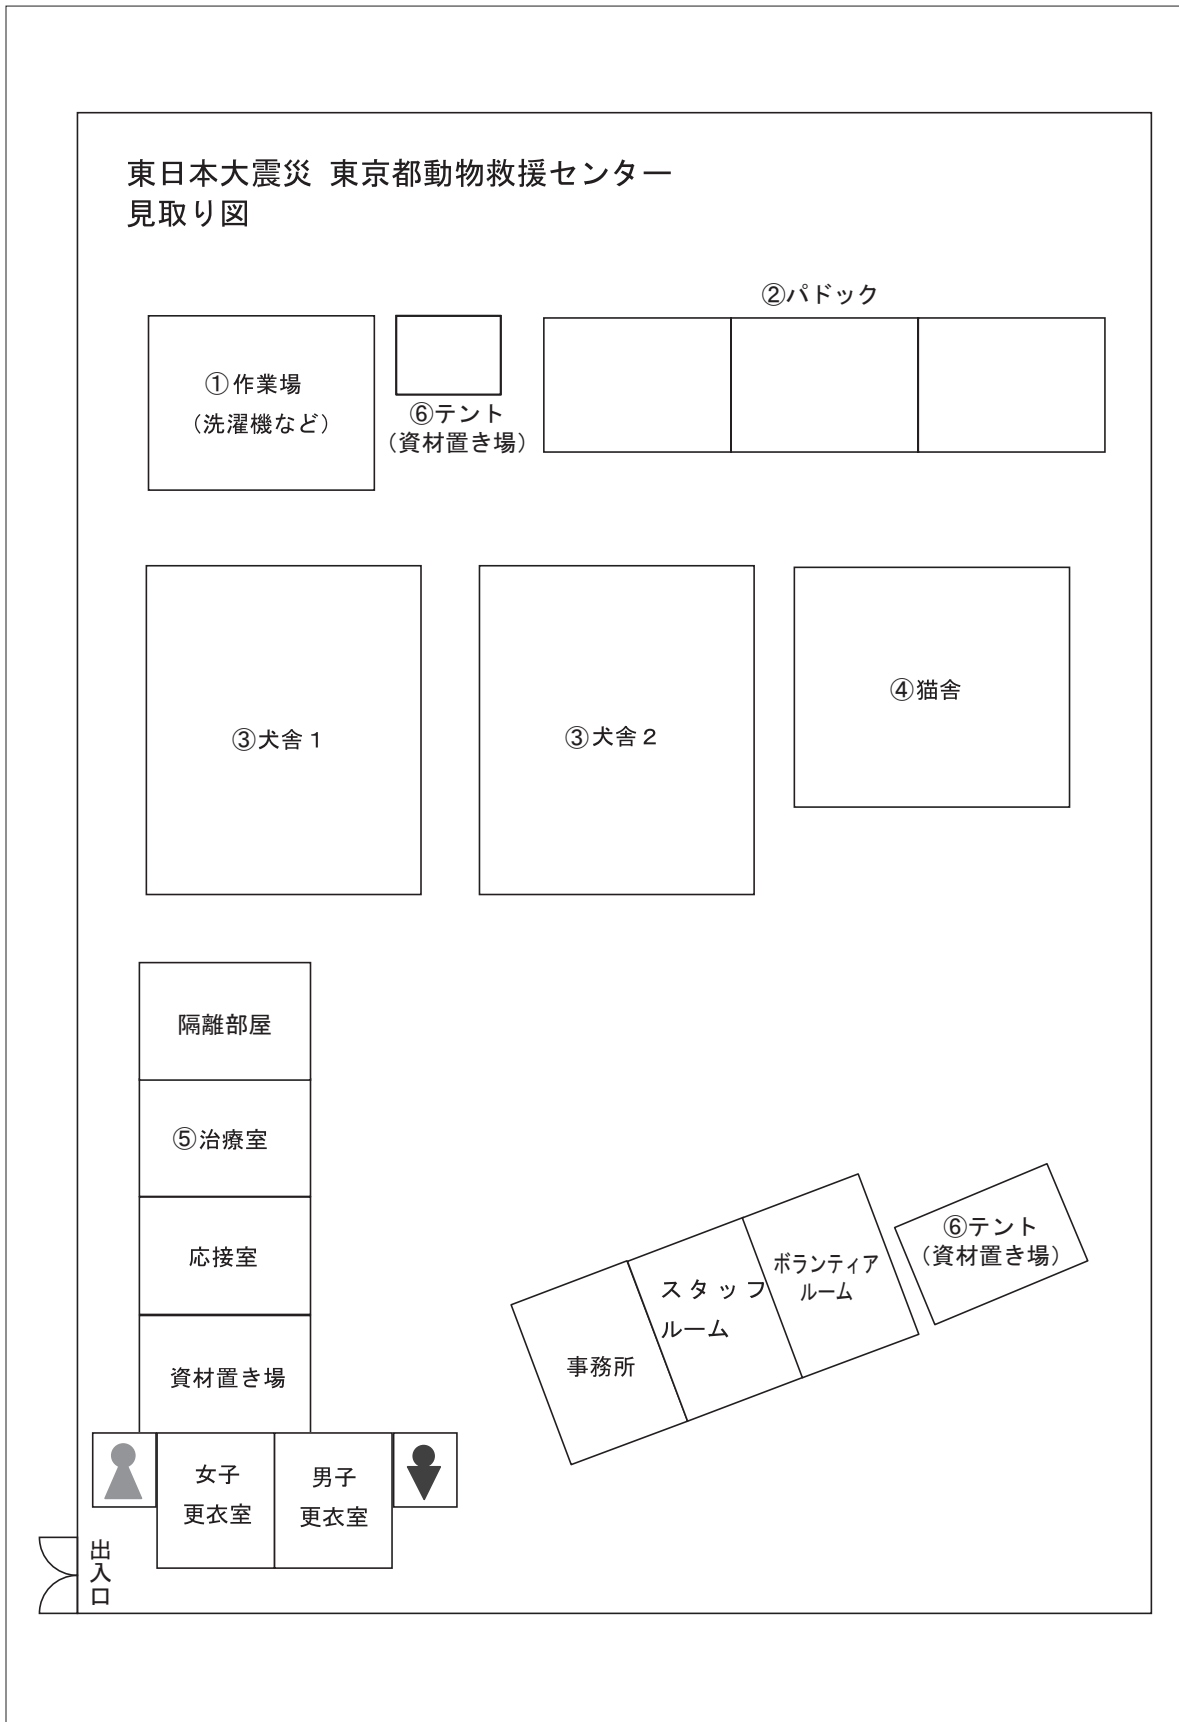 東日本大震災 東京都動物救援センター
見取り図
②パドック
①作業場
（洗濯機など）
⑥テント
（資材置き場）
③犬舎1
③犬舎2
④猫舎
隔離部屋
⑤治療室
応接室
資材置き場
女子
更衣室
男子
更衣室
事務所
スタッフ
ルーム
ボランティア
ルーム
⑥テント
（資材置き場）
出入口